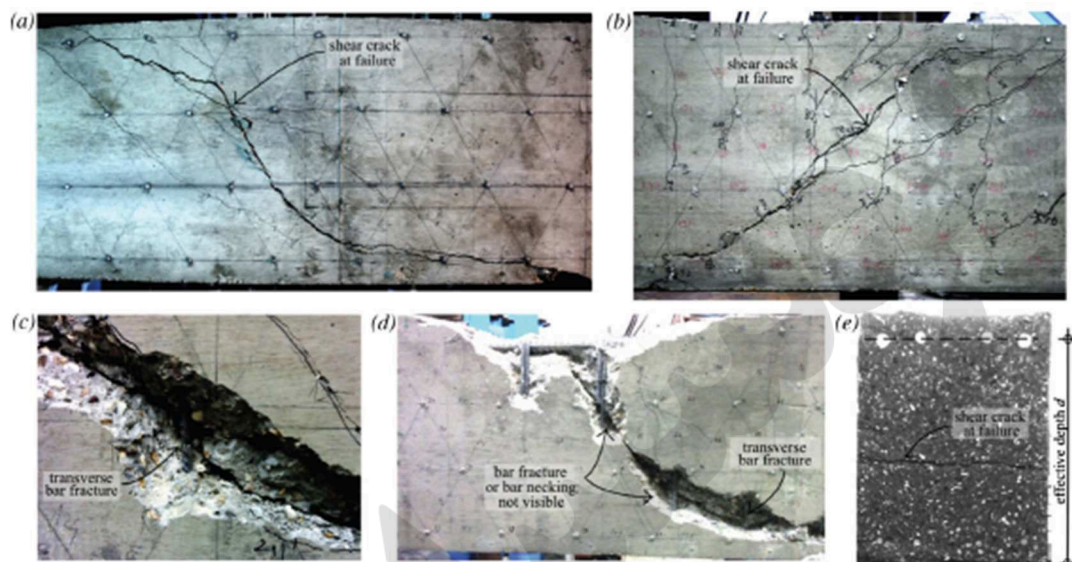 (a)
shear crack
at failure
(b)
shear crack
at failure
(c)
transverse
bar fracture
(d)
bar fracture
or bar necking
not visible
transverse
bar fracture
(e)
shear crack
at failure
effective depth d